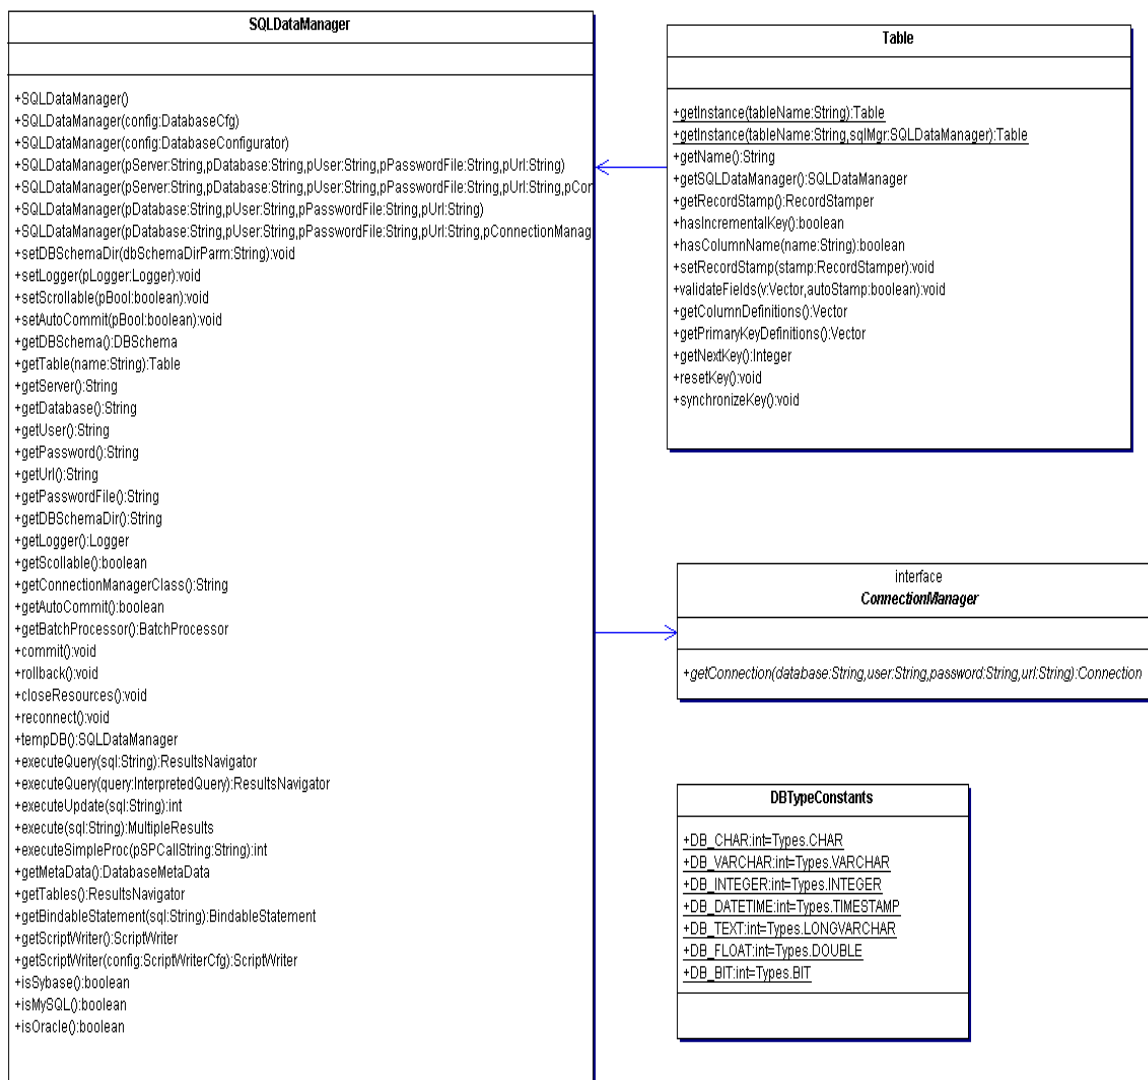 SQLDataManager
+SQLDataManager()
+SQLDataManager(config:DatabaseCfg)
+SQLDataManager(config:DatabaseConfigurator)
+SQLDataManager(pServer:String,pDatabase:String,pUser:String,pPasswordFile:String,pUrl:String)
+SQLDataManager(pServer:String,pDatabase:String,pUser:String,pPasswordFile:String,pUrl:String,pCor
+SQLDataManager(pDatabase:String,pUser:String,pPasswordFile:String,pUrl:String)
+SQLDataManager(pDatabase:String,pUser:String,pPasswordFile:String,pUrl:String,pConnectionManag
+setDBSchemaDir(dbSchemaDirParm:String):void
+setLogger(pLogger:Logger):void
+setScrollable(pBool:boolean):void
+setAutoCommit(pBool:boolean):void
+getDBSchema():DBSchema
+getTable(name:String):Table
+getServer():String
+getDatabase():String
+getUser():String
+getPassword():String
+getUrl():String
+getPasswordFile():String
+getDBSchemaDir():String
+getLogger():Logger
+getScollable():boolean
+getConnectionManagerClass():String
+getAutoCommit():boolean
+getBatchProcessor():BatchProcessor
+commit():void
+rollback():void
+closeResources():void
+reconnect():void
+tempDB():SQLDataManager
+executeQuery(sql:String):ResultsNavigator
+executeQuery(query:InterpretedQuery):ResultsNavigator
+executeUpdate(sql:String):int
+execute(sql:String):MultipleResults
+executeSimpleProc(pSPCallString:String):int
+getMetaData():DatabaseMetaData
+getTables():ResultsNavigator
+getBindableStatement(sql:String):BindableStatement
+getScriptWriter():ScriptWriter
+getScriptWriter(config:ScriptWriterCfg):ScriptWriter
+isSybase():boolean
+isMySQL():boolean
+isOracle():boolean
Table
+getInstance(tableName:String):Table
+getInstance(tableName:String,sqlMgr:SQLDataManager):Table
+getName():String
+getSQLDataManager():SQLDataManager
+getRecordStamp():RecordStamper
+hasIncrementalKey():boolean
+hasColumnName(name:String):boolean
+setRecordStamp(stamp:RecordStamper):void
+validateFields(v:Vector,autoStamp:boolean):void
+getColumnDefinitions():Vector
+getPrimaryKeyDefinitions():Vector
+getNextKey():Integer
+resetKey():void
+synchronizeKey():void
interface
ConnectionManager
+getConnection(database:String,user:String,password:String,url:String):Connection
DBTypeConstants
+DB_CHAR:int=Types.CHAR
+DB_VARCHAR:int=Types.VARCHAR
+DB_INTEGER:int=Types.INTEGER
+DB_DATETIME:int=Types.TIMESTAMP
+DB_TEXT:int=Types.LONGVARCHAR
+DB_FLOAT:int=Types.DOUBLE
+DB_BIT:int=Types.BIT